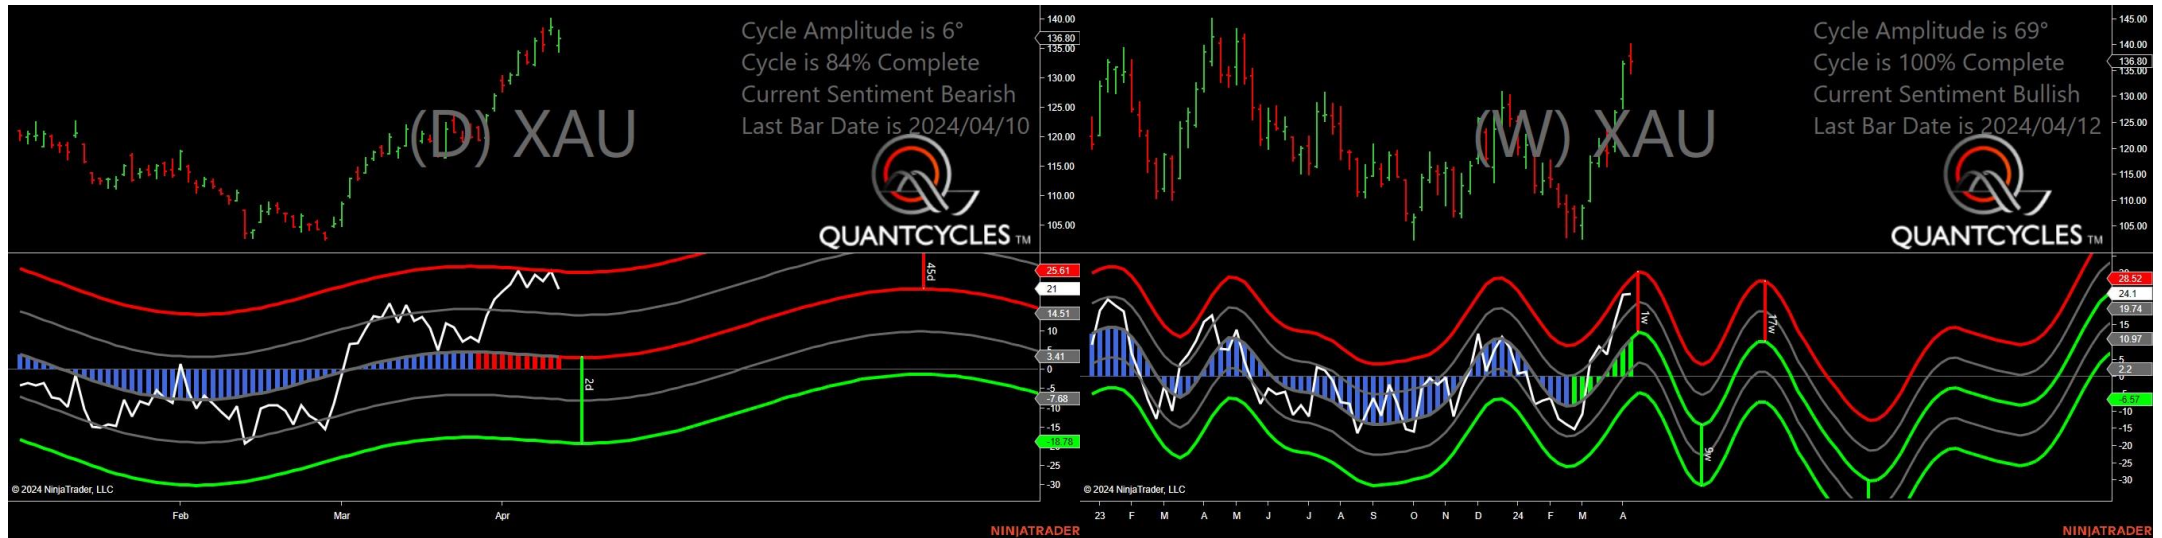 Cycle Amplitude is 6°
Cycle is 84% Complete
Current Sentiment Bearish
Last Bar Date is 2024/04/10
(D) XAU
QUANTCYCLES TM
140.00
136.80
135.00
130.00
125.00
120.00
115.00
110.00
105.00
45d
2d
25.61
21
14.51
10
5
3.41
0
-5
-7.68
-10
-15
-18.78
-25
-30
© 2024 NinjaTrader, LLC
Feb Mar Apr
NINJATRADER
Cycle Amplitude is 69°
Cycle is 100% Complete
Current Sentiment Bullish
Last Bar Date is 2024/04/12
(W) XAU
QUANTCYCLES TM
145.00
140.00
136.80
135.00
130.00
125.00
120.00
115.00
110.00
105.00
1w
17w
9w
28.52
24.1
19.74
15
10.97
5
2.2
0
-6.57
-10
-15
-20
-25
-30
© 2024 NinjaTrader, LLC
23 F M A M J J A S O N D 24 F M A
NINJATRADER